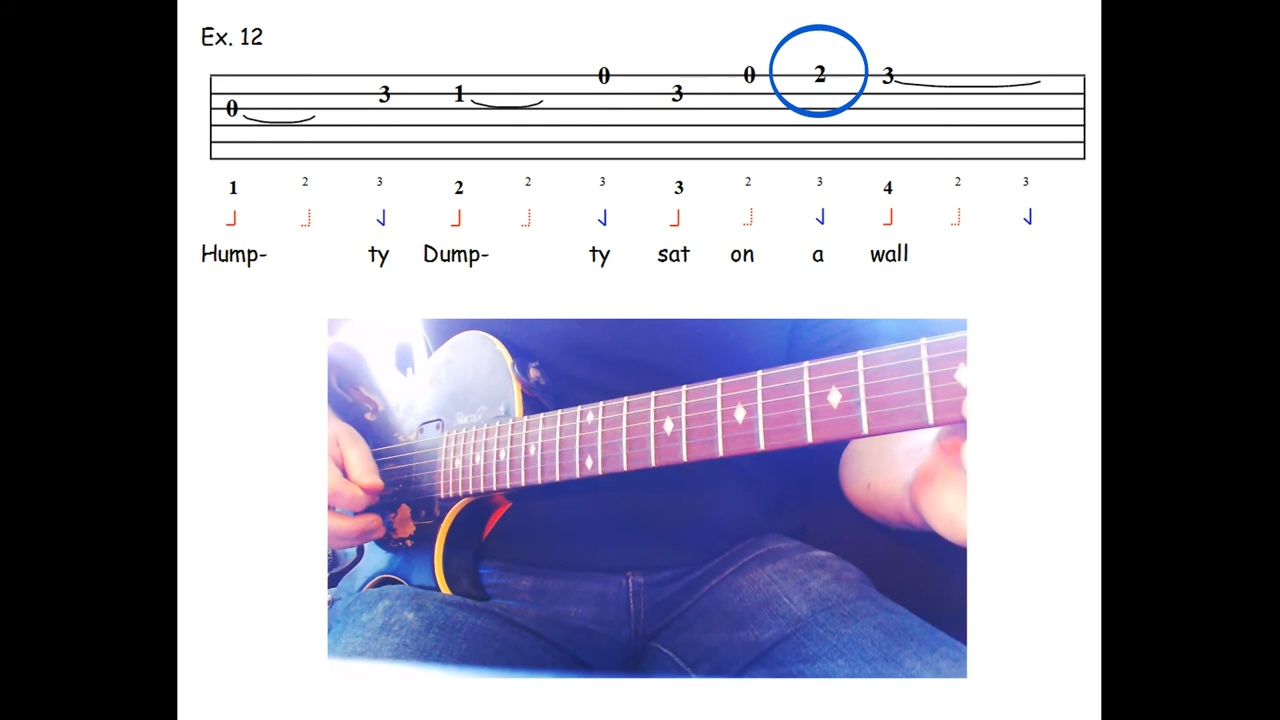 Ex. 12
0 3 1 0 3 0 2 3
1 2 3 2 2 3 3 2 3 4 2 3
Hump- ty Dump- ty sat on a wall